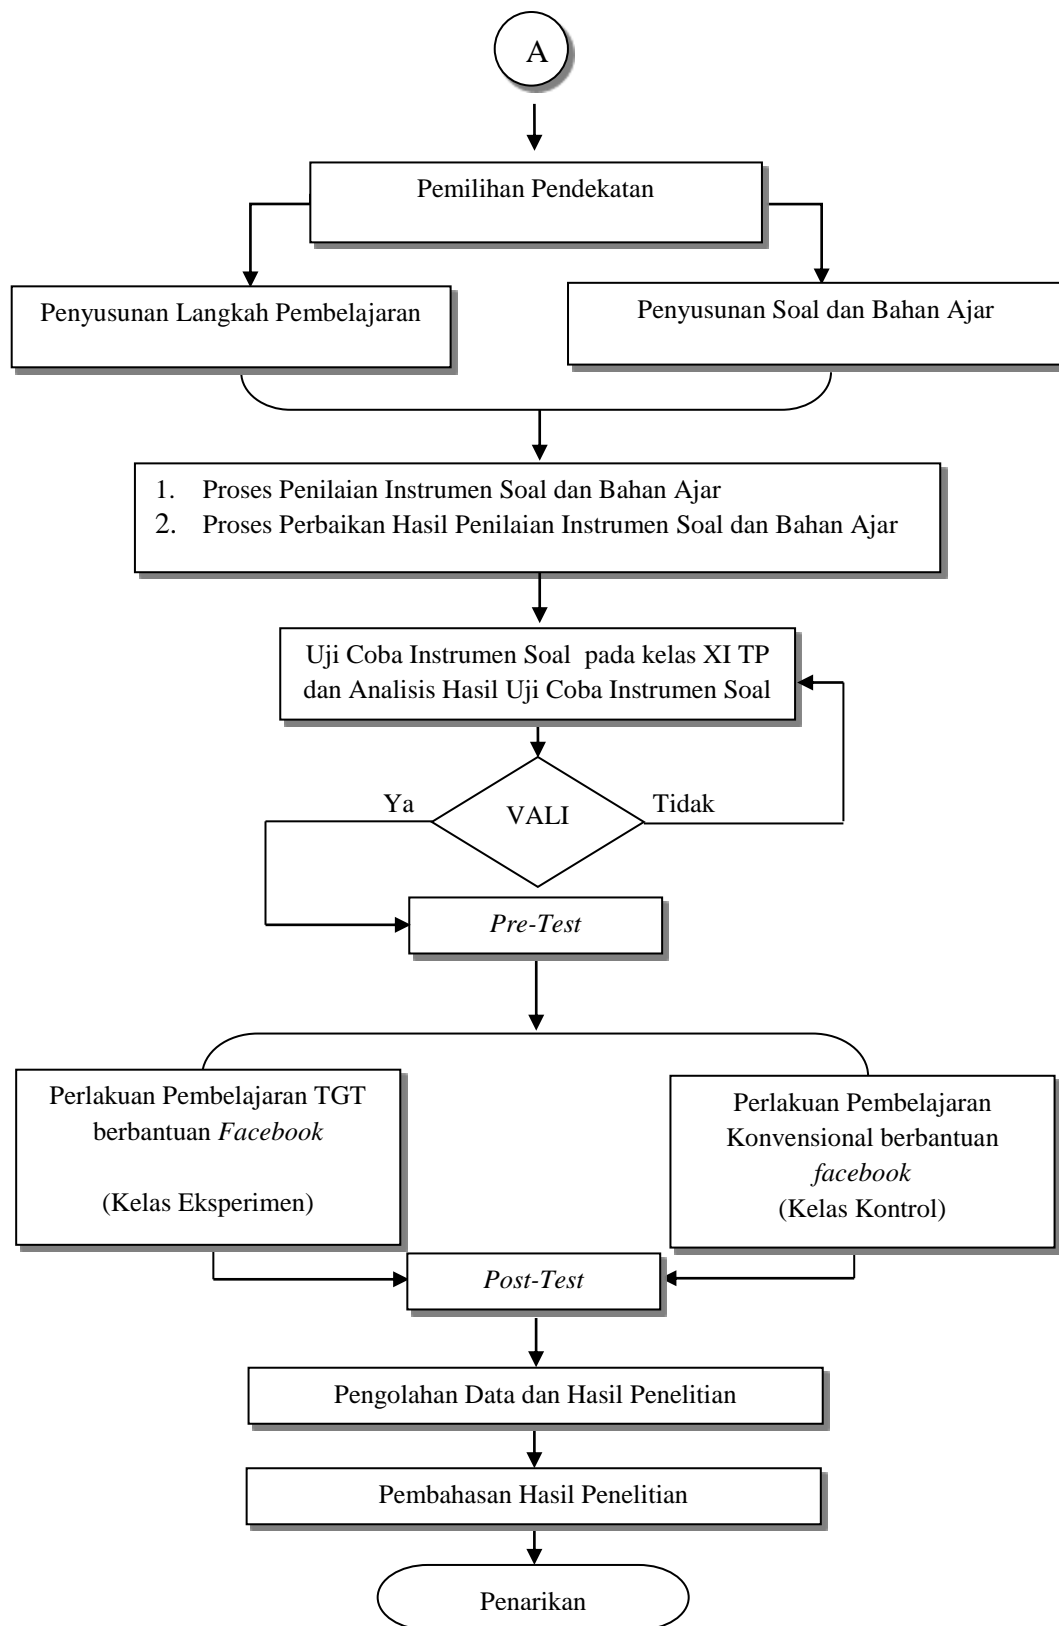 A
Pemilihan Pendekatan
Penyusunan Langkah Pembelajaran
Penyusunan Soal dan Bahan Ajar
1. Proses Penilaian Instrumen Soal dan Bahan Ajar
2. Proses Perbaikan Hasil Penilaian Instrumen Soal dan Bahan Ajar
Uji Coba Instrumen Soal pada kelas XI TP
dan Analisis Hasil Uji Coba Instrumen Soal
Ya
VALI
Tidak
Pre-Test
Perlakuan Pembelajaran TGT
berbantuan Facebook
(Kelas Eksperimen)
Perlakuan Pembelajaran
Konvensional berbantuan
facebook
(Kelas Kontrol)
Post-Test
Pengolahan Data dan Hasil Penelitian
Pembahasan Hasil Penelitian
Penarikan